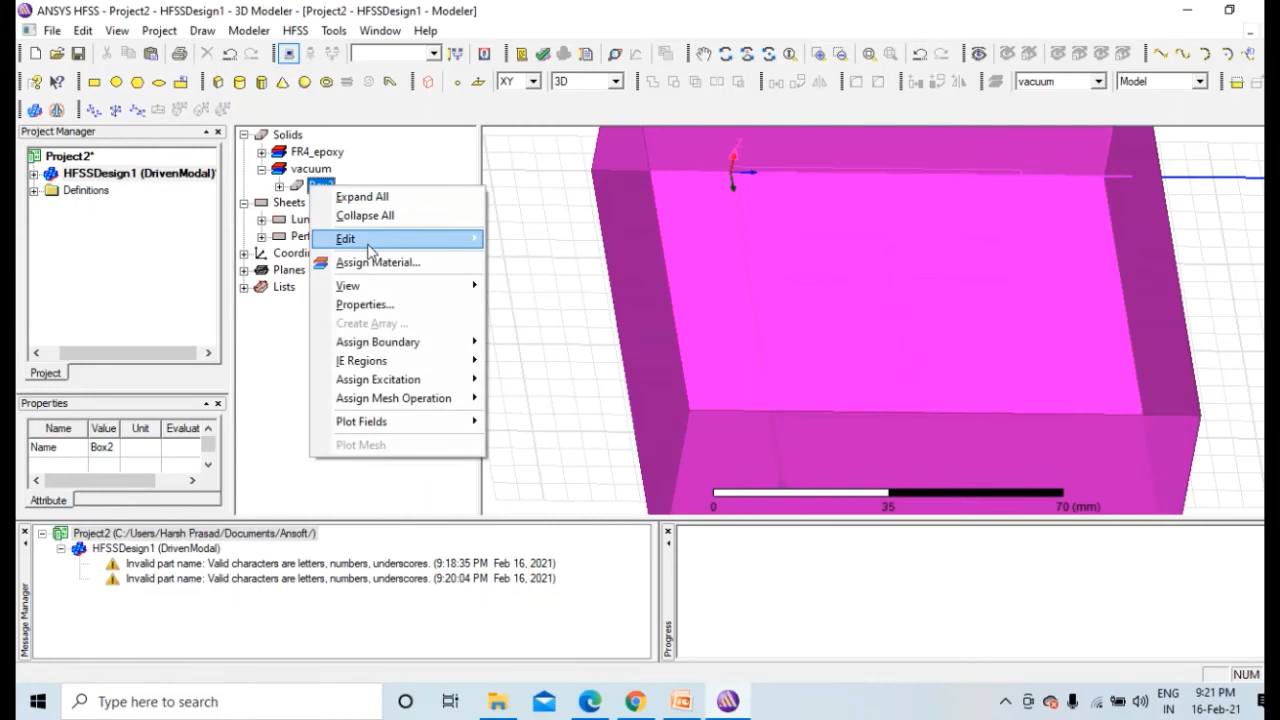 ANSYS HFSS - Project2 - HFSSDesign1 - 3D Modeler - [Project2 - HFSSDesign1 - Modeler]
File Edit View Project Draw Modeler HFSS Tools Window Help
XY 3D vacuum Model
Project Manager
Project2*
HFSSDesign1 (DrivenModal)
Definitions
Project
Properties
Name Value Unit Evaluat
Name Box2
Attribute
Solids
FR4_epoxy
vacuum
Box2
Sheets
Lun
Per
Coordin
Planes
Lists
Expand All
Collapse All
Edit
Assign Material...
View
Properties...
Create Array ...
Assign Boundary
IE Regions
Assign Excitation
Assign Mesh Operation
Plot Fields
Plot Mesh
0 35 70 (mm)
Message Manager
Project2 (C:/Users/Harsh Prasad/Documents/Ansoft/)
HFSSDesign1 (DrivenModal)
Invalid part name: Valid characters are letters, numbers, underscores. (9:18:35 PM Feb 16, 2021)
Invalid part name: Valid characters are letters, numbers, underscores. (9:20:04 PM Feb 16, 2021)
Progress
NUM
Type here to search
ENG
IN
9:21 PM
16-Feb-21